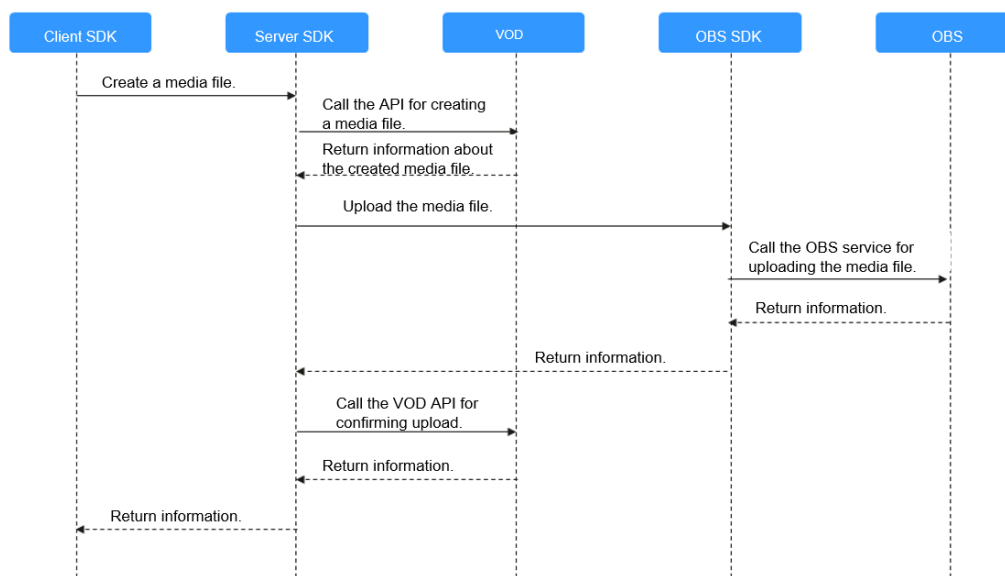 Client SDK
Server SDK
VOD
OBS SDK
OBS
Create a media file.
Call the API for creating
a media file.
Return information about
the created media file.
Upload the media file.
Call the OBS service for
uploading the media file.
Return information.
Return information.
Call the VOD API for
confirming upload.
Return information.
Return information.